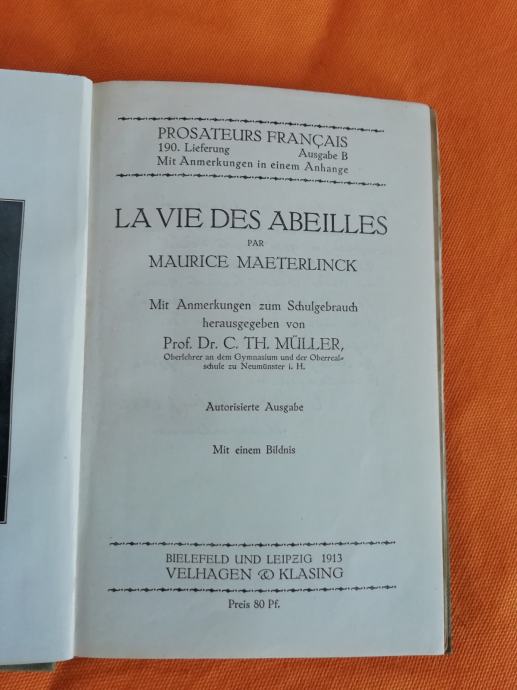 PROSATEURS FRANÇAIS
190. Lieferung Ausgabe B
Mit Anmerkungen in einem Anhange
LA VIE DES ABEILLES
PAR
MAURICE MAETERLINCK
Mit Anmerkungen zum Schulgebrauch
herausgegeben von
Prof. Dr. C. TH. MÜLLER,
Oberlehrer an dem Gymnasium und der Oberreal-
schule zu Neumünster i. H.
Autorisierte Ausgabe
Mit einem Bildnis
BIELEFELD UND LEIPZIG 1913
VELHAGEN & KLASING
Preis 80 Pf.